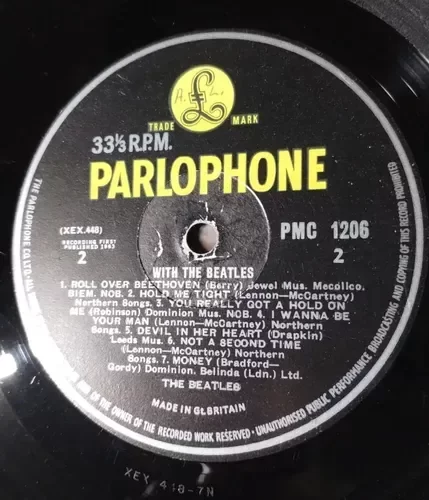 A. L.
£
TRADE MARK
33⅓ R.P.M.
PARLOPHONE
(XEX.448)
RECORDING FIRST
PUBLISHED 1963
2
PMC 1206
2
WITH THE BEATLES
1. ROLL OVER BEETHOVEN (Berry) Jewel Mus. Mecolico.
BIEM. NCB. 2. HOLD ME TIGHT (Lennon—McCartney)
Northern Songs. 3. YOU REALLY GOT A HOLD ON
ME (Robinson) Dominion Mus. NCB. 4. I WANNA BE
YOUR MAN (Lennon—McCartney) Northern
Songs. 5. DEVIL IN HER HEART (Drapkin)
Leeds Mus. 6. NOT A SECOND TIME
(Lennon—McCartney) Northern
Songs. 7. MONEY (Bradford—
Gordy) Dominion. Belinda (Ldn.) Ltd.
THE BEATLES
MADE IN GT. BRITAIN
THE PARLOPHONE CO. LTD.
OF THE OWNER OF THE RECORDED WORK RESERVED · UNAUTHORISED PUBLIC PERFORMANCE BROADCASTING AND COPYING OF THIS RECORD PROHIBITED